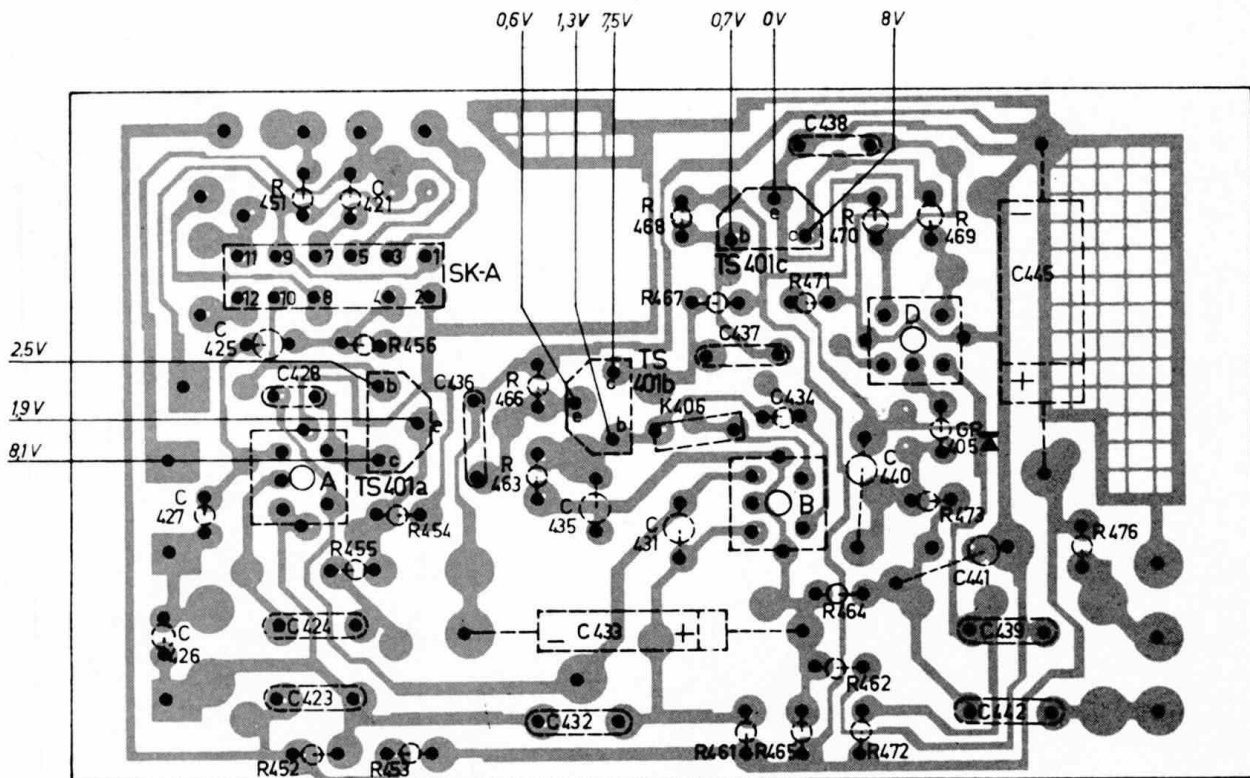 0,6V 1,3V 7,5V 0,7V 0V 8V
C438
R 451 C 421
R 468
e
b c
TS401c
R 470
R 469
C445
11 9 7 5 3 1
SK-A
12 10 8 4 2
R467
R471
D
C 425
R456
C437
2,5V
C428
b
C436
R 466
TS 401b
c
e
b
K406
C434
GR 405
1,9V
e
8,1V
c
TS401a
A
R 463
C 440
B
C 427
R454
C 435
C 431
R473
R455
R476
C441
R464
C424
C433
C439
C 426
R462
C423
C432
C442
R452
R453
R461
R465
R472